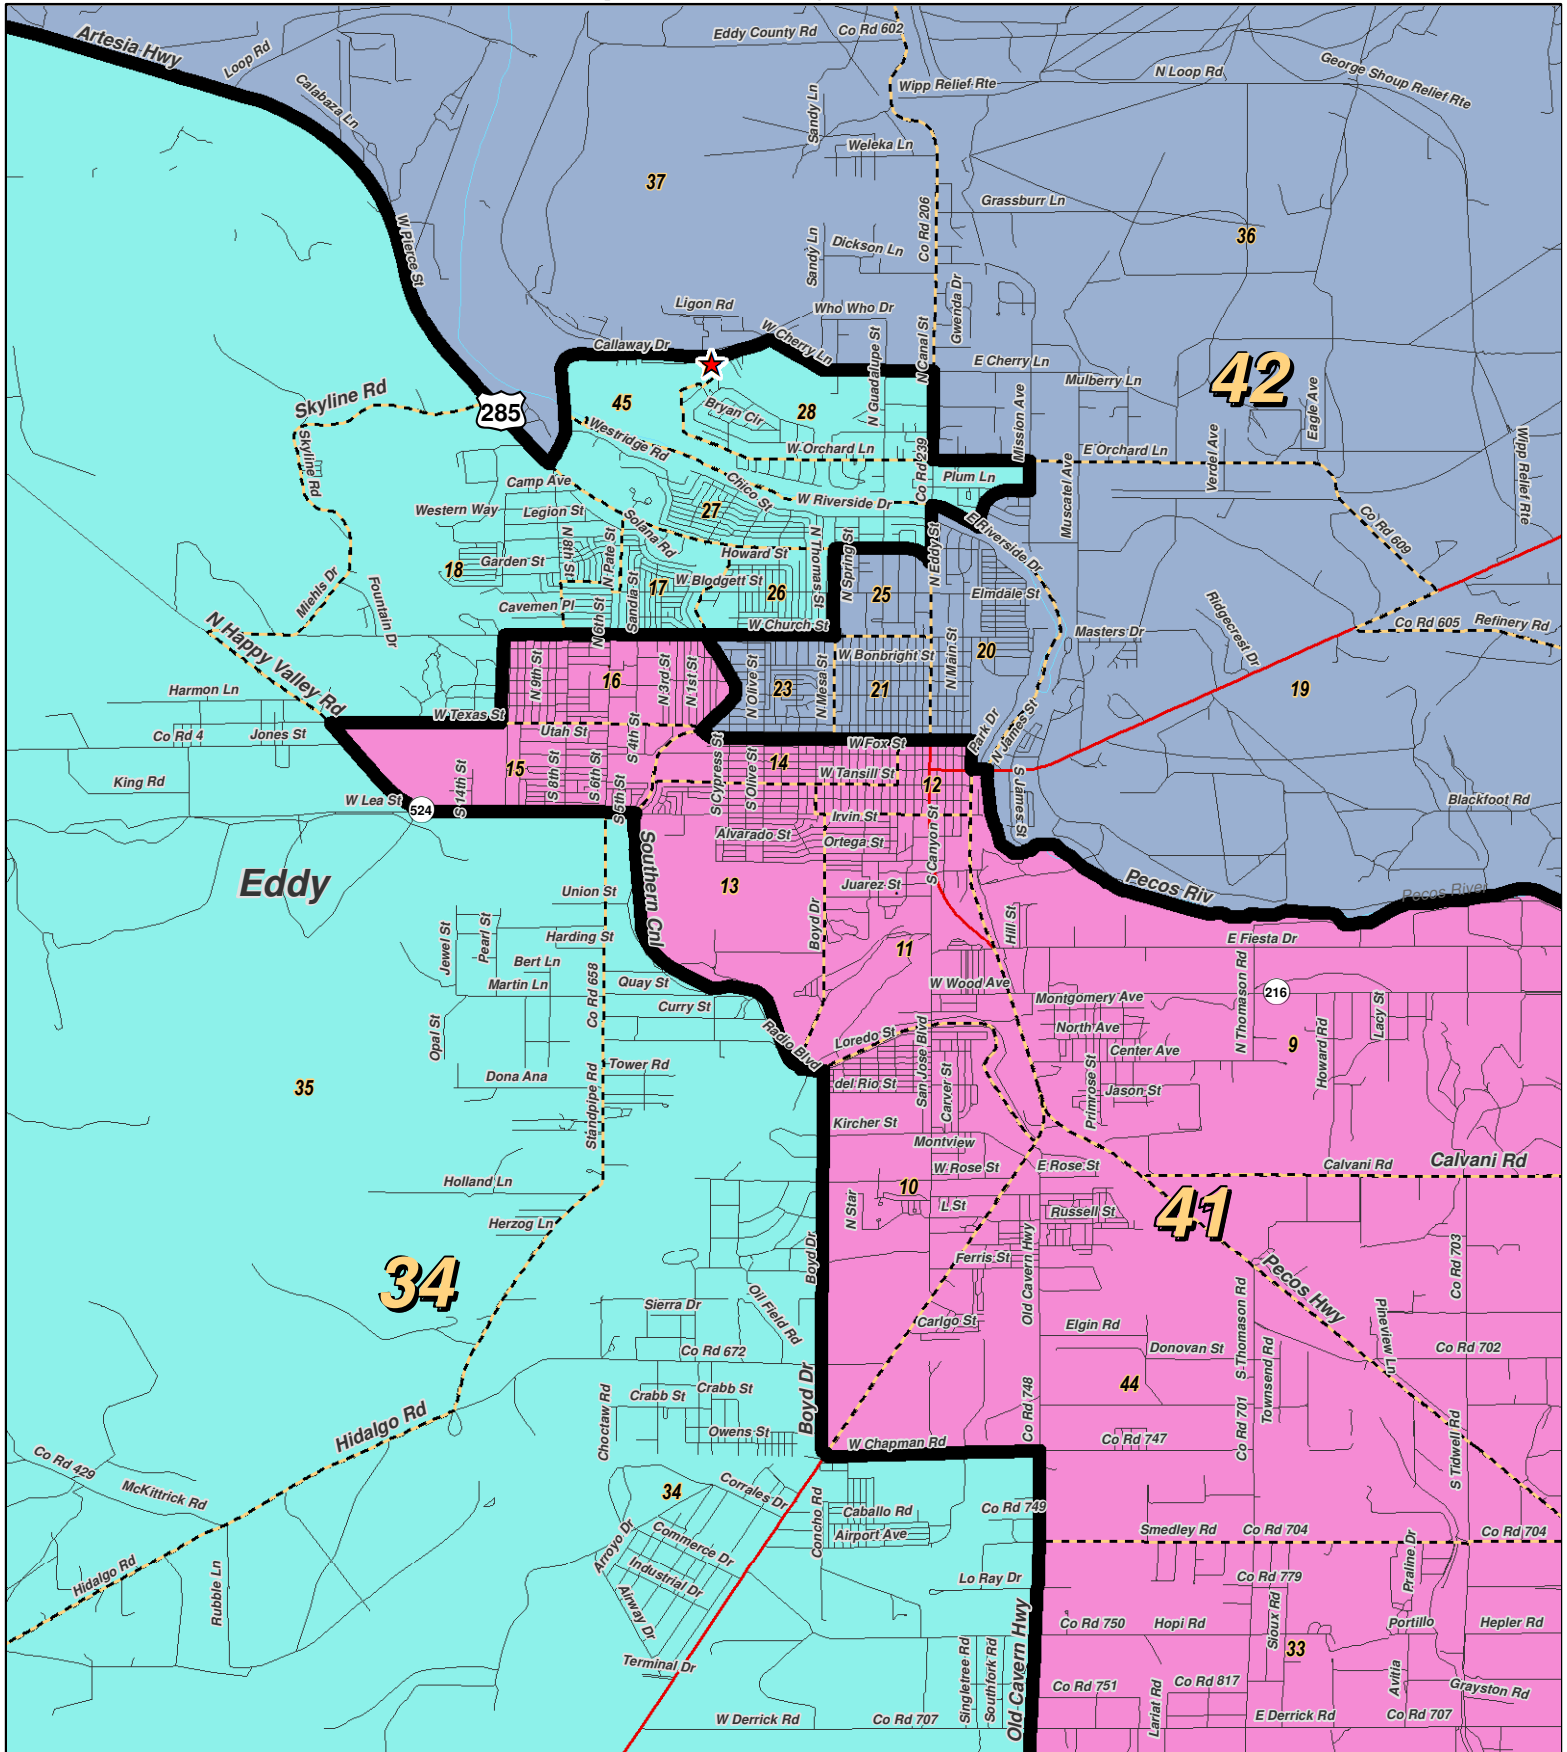 Artesia Hwy
Loop Rd
Calabaza Ln
Eddy County Rd
Co Rd 602
Wipp Relief Rte
N Loop Rd
George Shoup Relief Rte
Sandy Ln
Weleka Ln
37
Grassburr Ln
Co Rd 206
36
W Pierce St
Sandy Ln
Dickson Ln
Ligon Rd
Who Who Dr
Gwenda Dr
Callaway Dr
W Cherry Ln
N Guadalupe St
N Canal St
E Cherry Ln
Mulberry Ln
42
Skyline Rd
285
45
Bryan Cir
28
Mission Ave
Eagle Ave
Skyline Rd
Westridge Rd
W Orchard Ln
Co Rd 239
E Orchard Ln
Verdel Ave
Wipp Relief Rte
Camp Ave
Chico St
Plum Ln
Muscatel Ave
Western Way
Legion St
27
W Riverside Dr
Solana Rd
E Riverside Dr
Co Rd 609
N 8th St
N Pate St
Howard St
N Thomas St
N Spring St
N Eddy St
18
Garden St
17
W Blodgett St
26
25
Elmdale St
Miehls Dr
Fountain Dr
Cavemen Pl
N 6th St
Sandia St
W Church St
Ridgecrest Dr
Co Rd 605
Refinery Rd
N Happy Valley Rd
Masters Dr
W Bonbright St
N Main St
20
16
N 9th St
N 3rd St
N 1st St
N Olive St
23
N Mesa St
21
19
Harmon Ln
W Texas St
Co Rd 4
Jones St
Utah St
S 4th St
W Fox St
Park Dr
N James St
King Rd
15
S 8th St
S 6th St
S 5th St
S Cypress St
S Olive St
14
W Tansill St
12
W Lea St
524
S 14th St
Irvin St
S James St
Blackfoot Rd
Alvarado St
Ortega St
S Canyon St
Eddy
Southern Cnl
13
Juarez St
Pecos Riv
Pecos River
Union St
Boyd Dr
Hill St
Jewel St
Pearl St
Harding St
11
E Fiesta Dr
Bert Ln
Martin Ln
Quay St
W Wood Ave
N Thomason Rd
216
Co Rd 658
Curry St
Montgomery Ave
Lacy St
Opal St
Radio Blvd
Loredo St
North Ave
Center Ave
9
Howard Rd
Tower Rd
San Jose Blvd
35
Dona Ana
del Rio St
Carver St
Primrose St
Jason St
Standpipe Rd
Kircher St
Montview
W Rose St
E Rose St
Calvani Rd
Calvani Rd
Holland Ln
10
N Star
L St
Russell St
41
Herzog Ln
34
Boyd Dr
Ferris St
Old Cavern Hwy
Pecos Hwy
Co Rd 703
Sierra Dr
Oil Field Rd
Carlgo St
Elgin Rd
S Thomason Rd
Townsend Rd
Pineview Ln
Co Rd 672
Donovan St
Co Rd 702
Crabb St
Crabb St
Boyd Dr
44
Choctaw Rd
Owens St
Co Rd 748
Co Rd 701
Hidalgo Rd
W Chapman Rd
Co Rd 747
S Tidwell Rd
Co Rd 429
McKittrick Rd
34
Corrales Dr
Concho Rd
Caballo Rd
Co Rd 749
Airport Ave
Smedley Rd
Co Rd 704
Co Rd 704
Arroyo Dr
Commerce Dr
Hidalgo Rd
Rubble Ln
Industrial Dr
Lo Ray Dr
Co Rd 779
Praline Dr
Airway Dr
Old Cavern Hwy
Co Rd 750
Hopi Rd
Sioux Rd
Portillo
Hepler Rd
Terminal Dr
Singletree Rd
Southfork Rd
33
Co Rd 751
Co Rd 817
Avitia
Grayston Rd
W Derrick Rd
Co Rd 707
Lariat Rd
E Derrick Rd
Co Rd 707